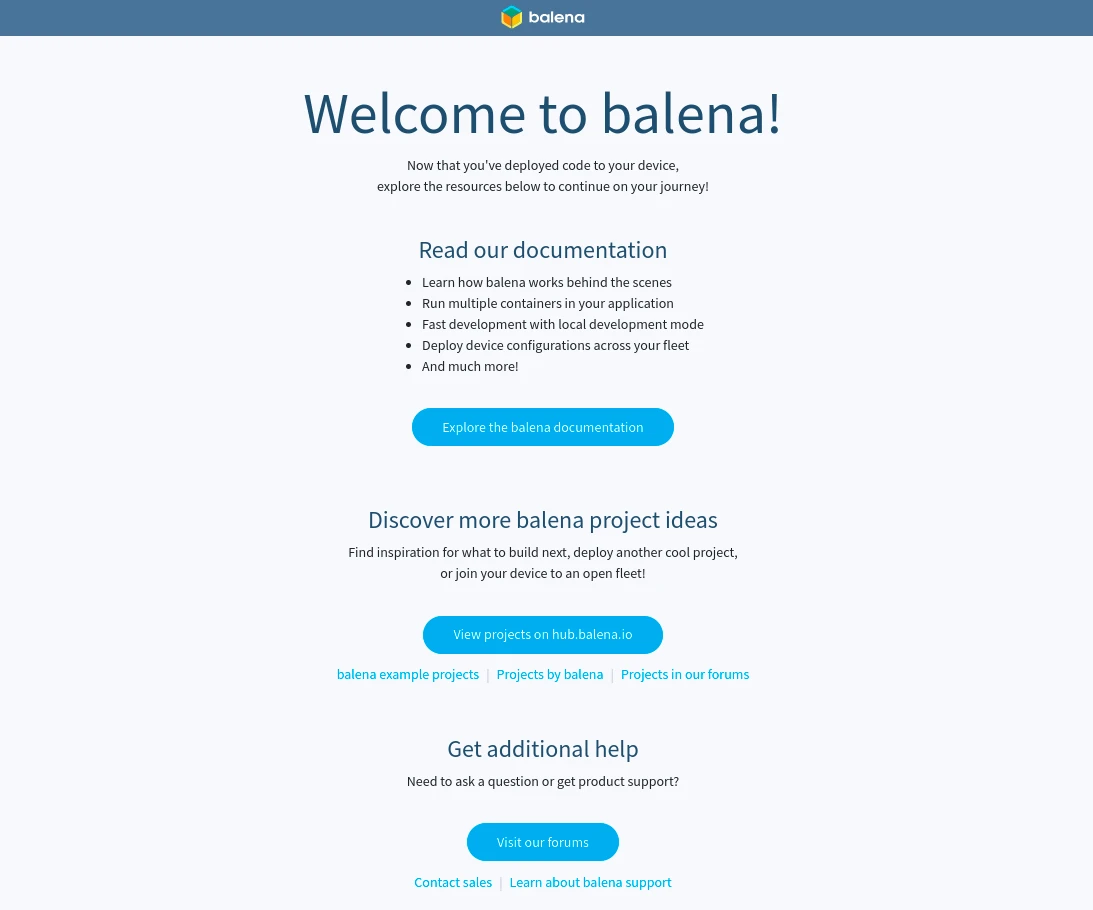 balena
Welcome to balena!
Now that you've deployed code to your device,
explore the resources below to continue on your journey!
Read our documentation
Learn how balena works behind the scenes
Run multiple containers in your application
Fast development with local development mode
Deploy device configurations across your fleet
And much more!
Explore the balena documentation
Discover more balena project ideas
Find inspiration for what to build next, deploy another cool project,
or join your device to an open fleet!
View projects on hub.balena.io
balena example projects | Projects by balena | Projects in our forums
Get additional help
Need to ask a question or get product support?
Visit our forums
Contact sales | Learn about balena support